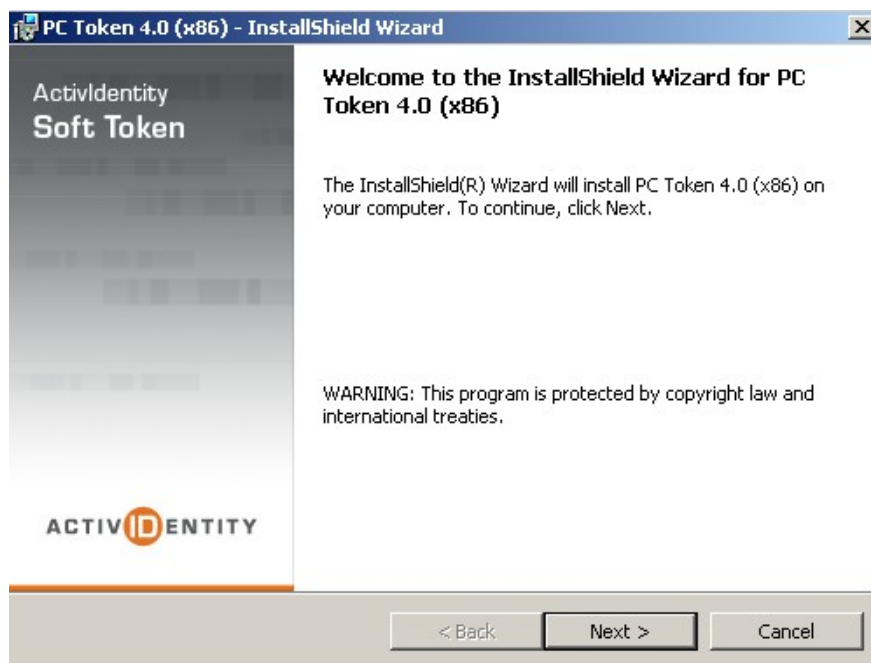 PC Token 4.0 (x86) - InstallShield Wizard
ActivIdentity
Soft Token
Welcome to the InstallShield Wizard for PC
Token 4.0 (x86)
The InstallShield(R) Wizard will install PC Token 4.0 (x86) on
your computer. To continue, click Next.
WARNING: This program is protected by copyright law and
international treaties.
ACTIVIDENTITY
< Back
Next >
Cancel